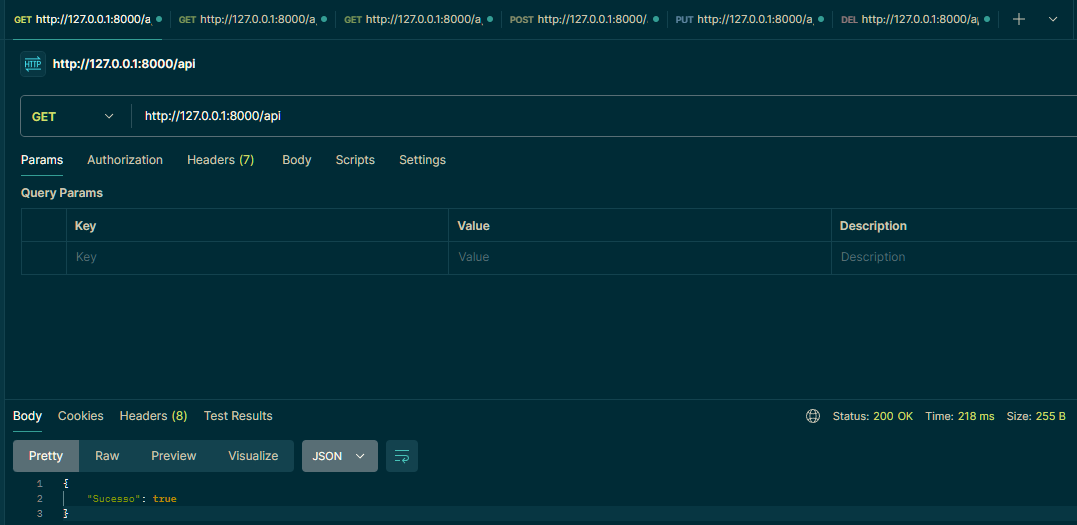 GET http://127.0.0.1:8000/a GET http://127.0.0.1:8000/a GET http://127.0.0.1:8000/a POST http://127.0.0.1:8000/ PUT http://127.0.0.1:8000/a DEL http://127.0.0.1:8000/a
HTTP http://127.0.0.1:8000/api
GET http://127.0.0.1:8000/api
Params Authorization Headers (7) Body Scripts Settings
Query Params
Key Value Description
Key Value Description
Body Cookies Headers (8) Test Results Status: 200 OK Time: 218 ms Size: 255 B
Pretty Raw Preview Visualize JSON
1 {
2 "Sucesso": true
3 }